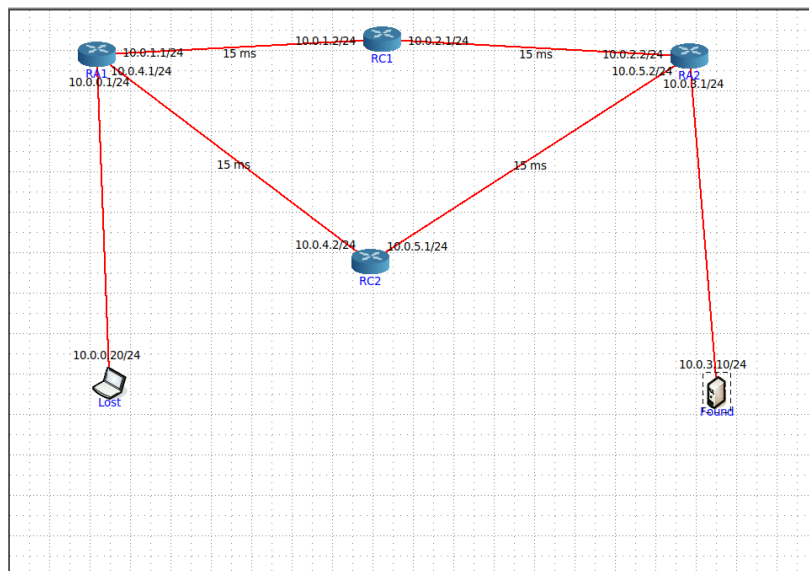 10.0.1.2/24
10.0.2.1/24
10.0.1.1/24
15 ms
RC1
15 ms
10.0.2.2/24
RA1
10.0.4.1/24
10.0.5.2/24
RA2
10.0.0.1/24
10.0.3.1/24
15 ms
15 ms
10.0.4.2/24
10.0.5.1/24
RC2
10.0.0.20/24
10.0.3.10/24
Lost
Found